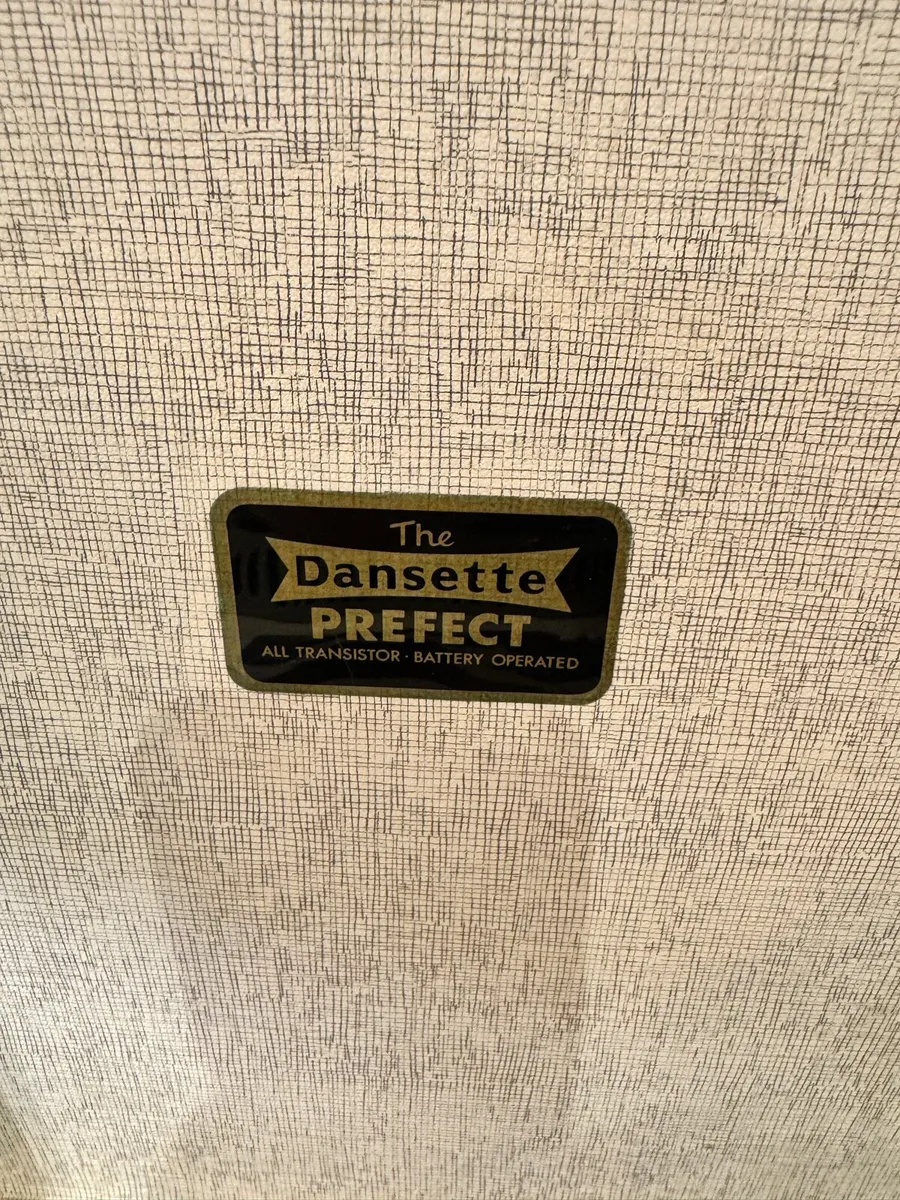 The
Dansette
PREFECT
ALL TRANSISTOR · BATTERY OPERATED